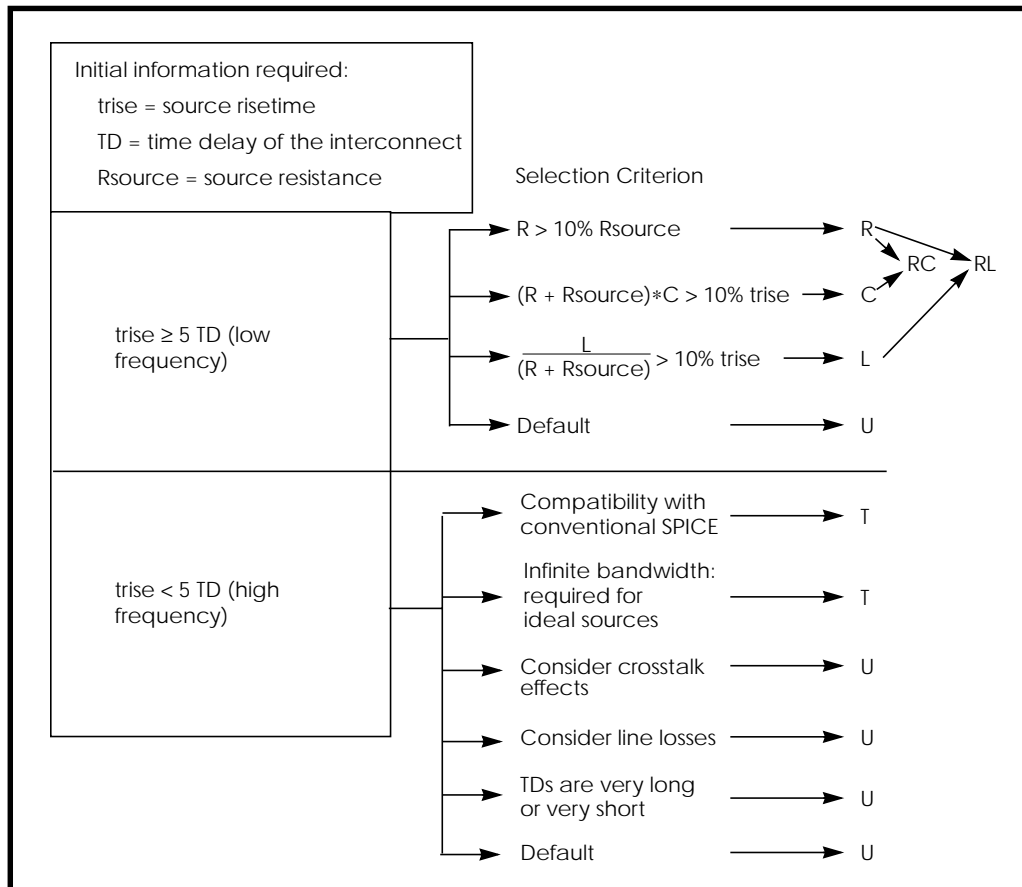 Initial information required:
trise = source risetime
TD = time delay of the interconnect
Rsource = source resistance
Selection Criterion
trise ≥ 5 TD (low
frequency)
R > 10% Rsource
R
RC
RL
(R + Rsource)*C > 10% trise
C
L
(R + Rsource)
> 10% trise
L
Default
U
trise < 5 TD (high
frequency)
Compatibility with
conventional SPICE
T
Infinite bandwidth:
required for
ideal sources
T
Consider crosstalk
effects
U
Consider line losses
U
TDs are very long
or very short
U
Default
U